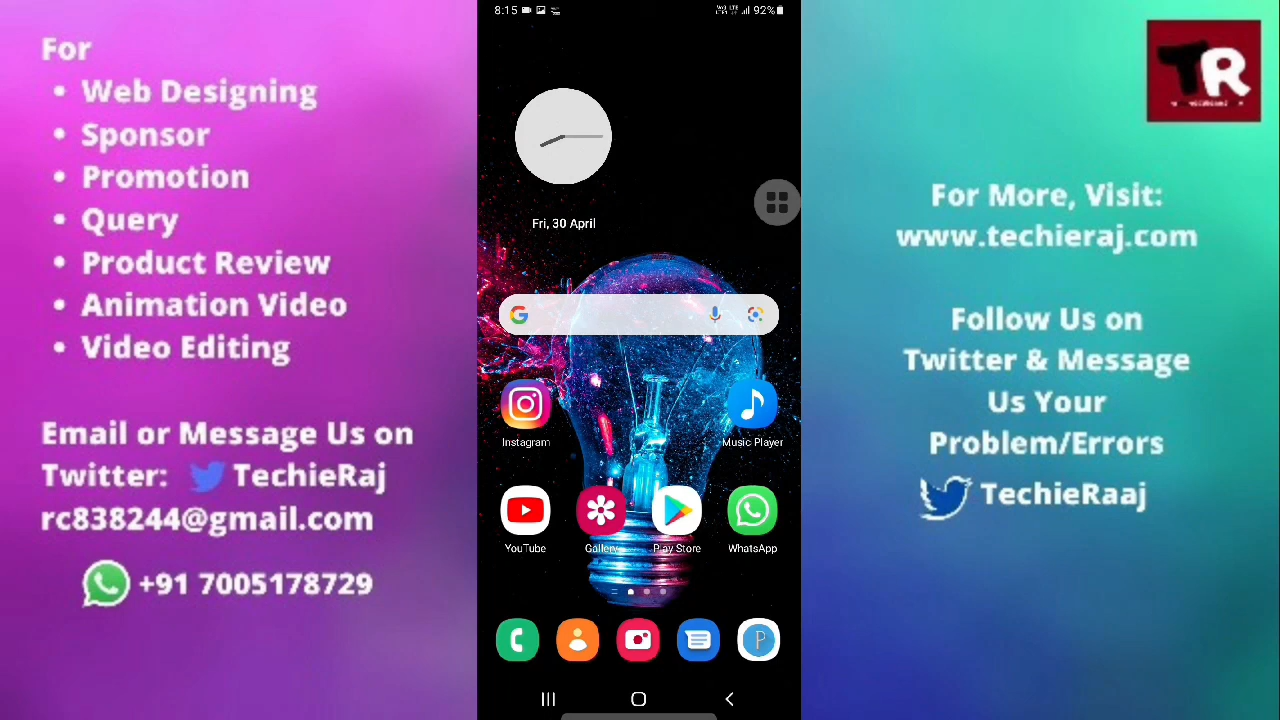 For
• Web Designing
• Sponsor
• Promotion
• Query
• Product Review
• Animation Video
• Video Editing
Email or Message Us on
Twitter: TechieRaj
rc838244@gmail.com
+91 7005178729
8:15
92%
Fri, 30 April
Instagram
Music Player
YouTube
Gallery
Play Store
WhatsApp
TR
For More, Visit:
www.techieraj.com
Follow Us on
Twitter & Message
Us Your
Problem/Errors
TechieRaaj